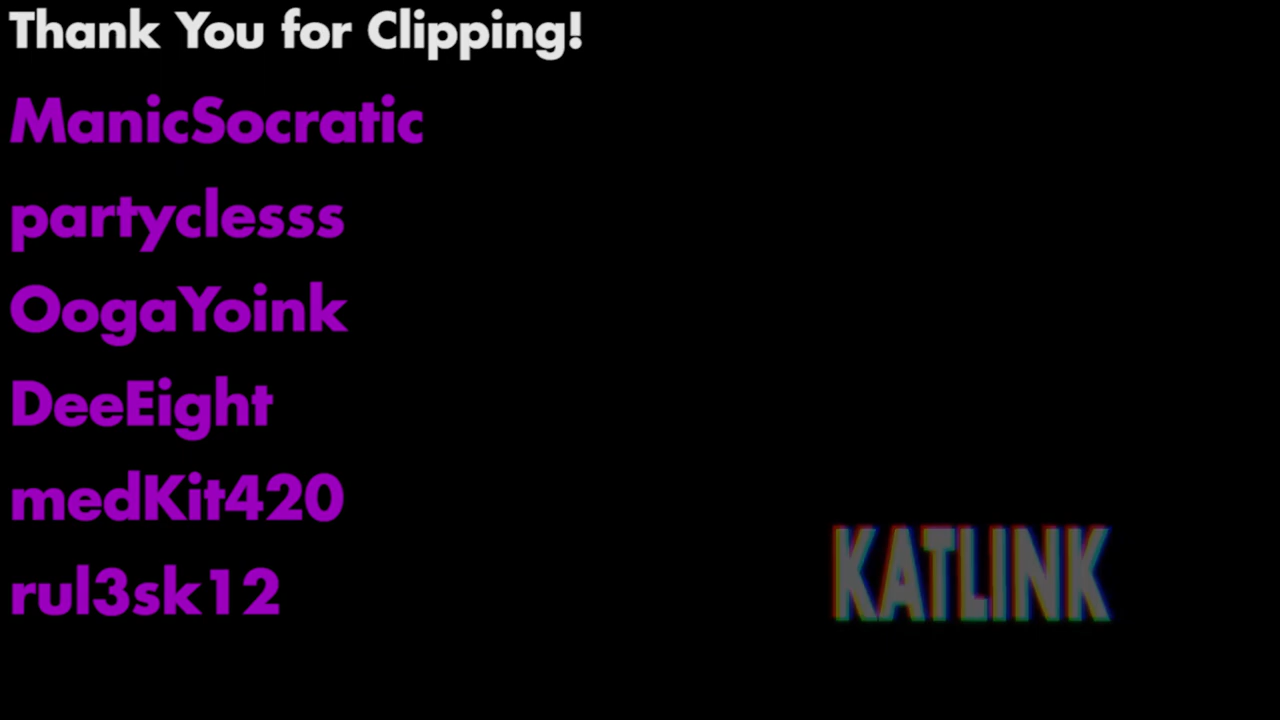 Thank You for Clipping!
ManicSocratic
partyclesss
OogaYoink
DeeEight
medKit420
rul3sk12
KATLINK